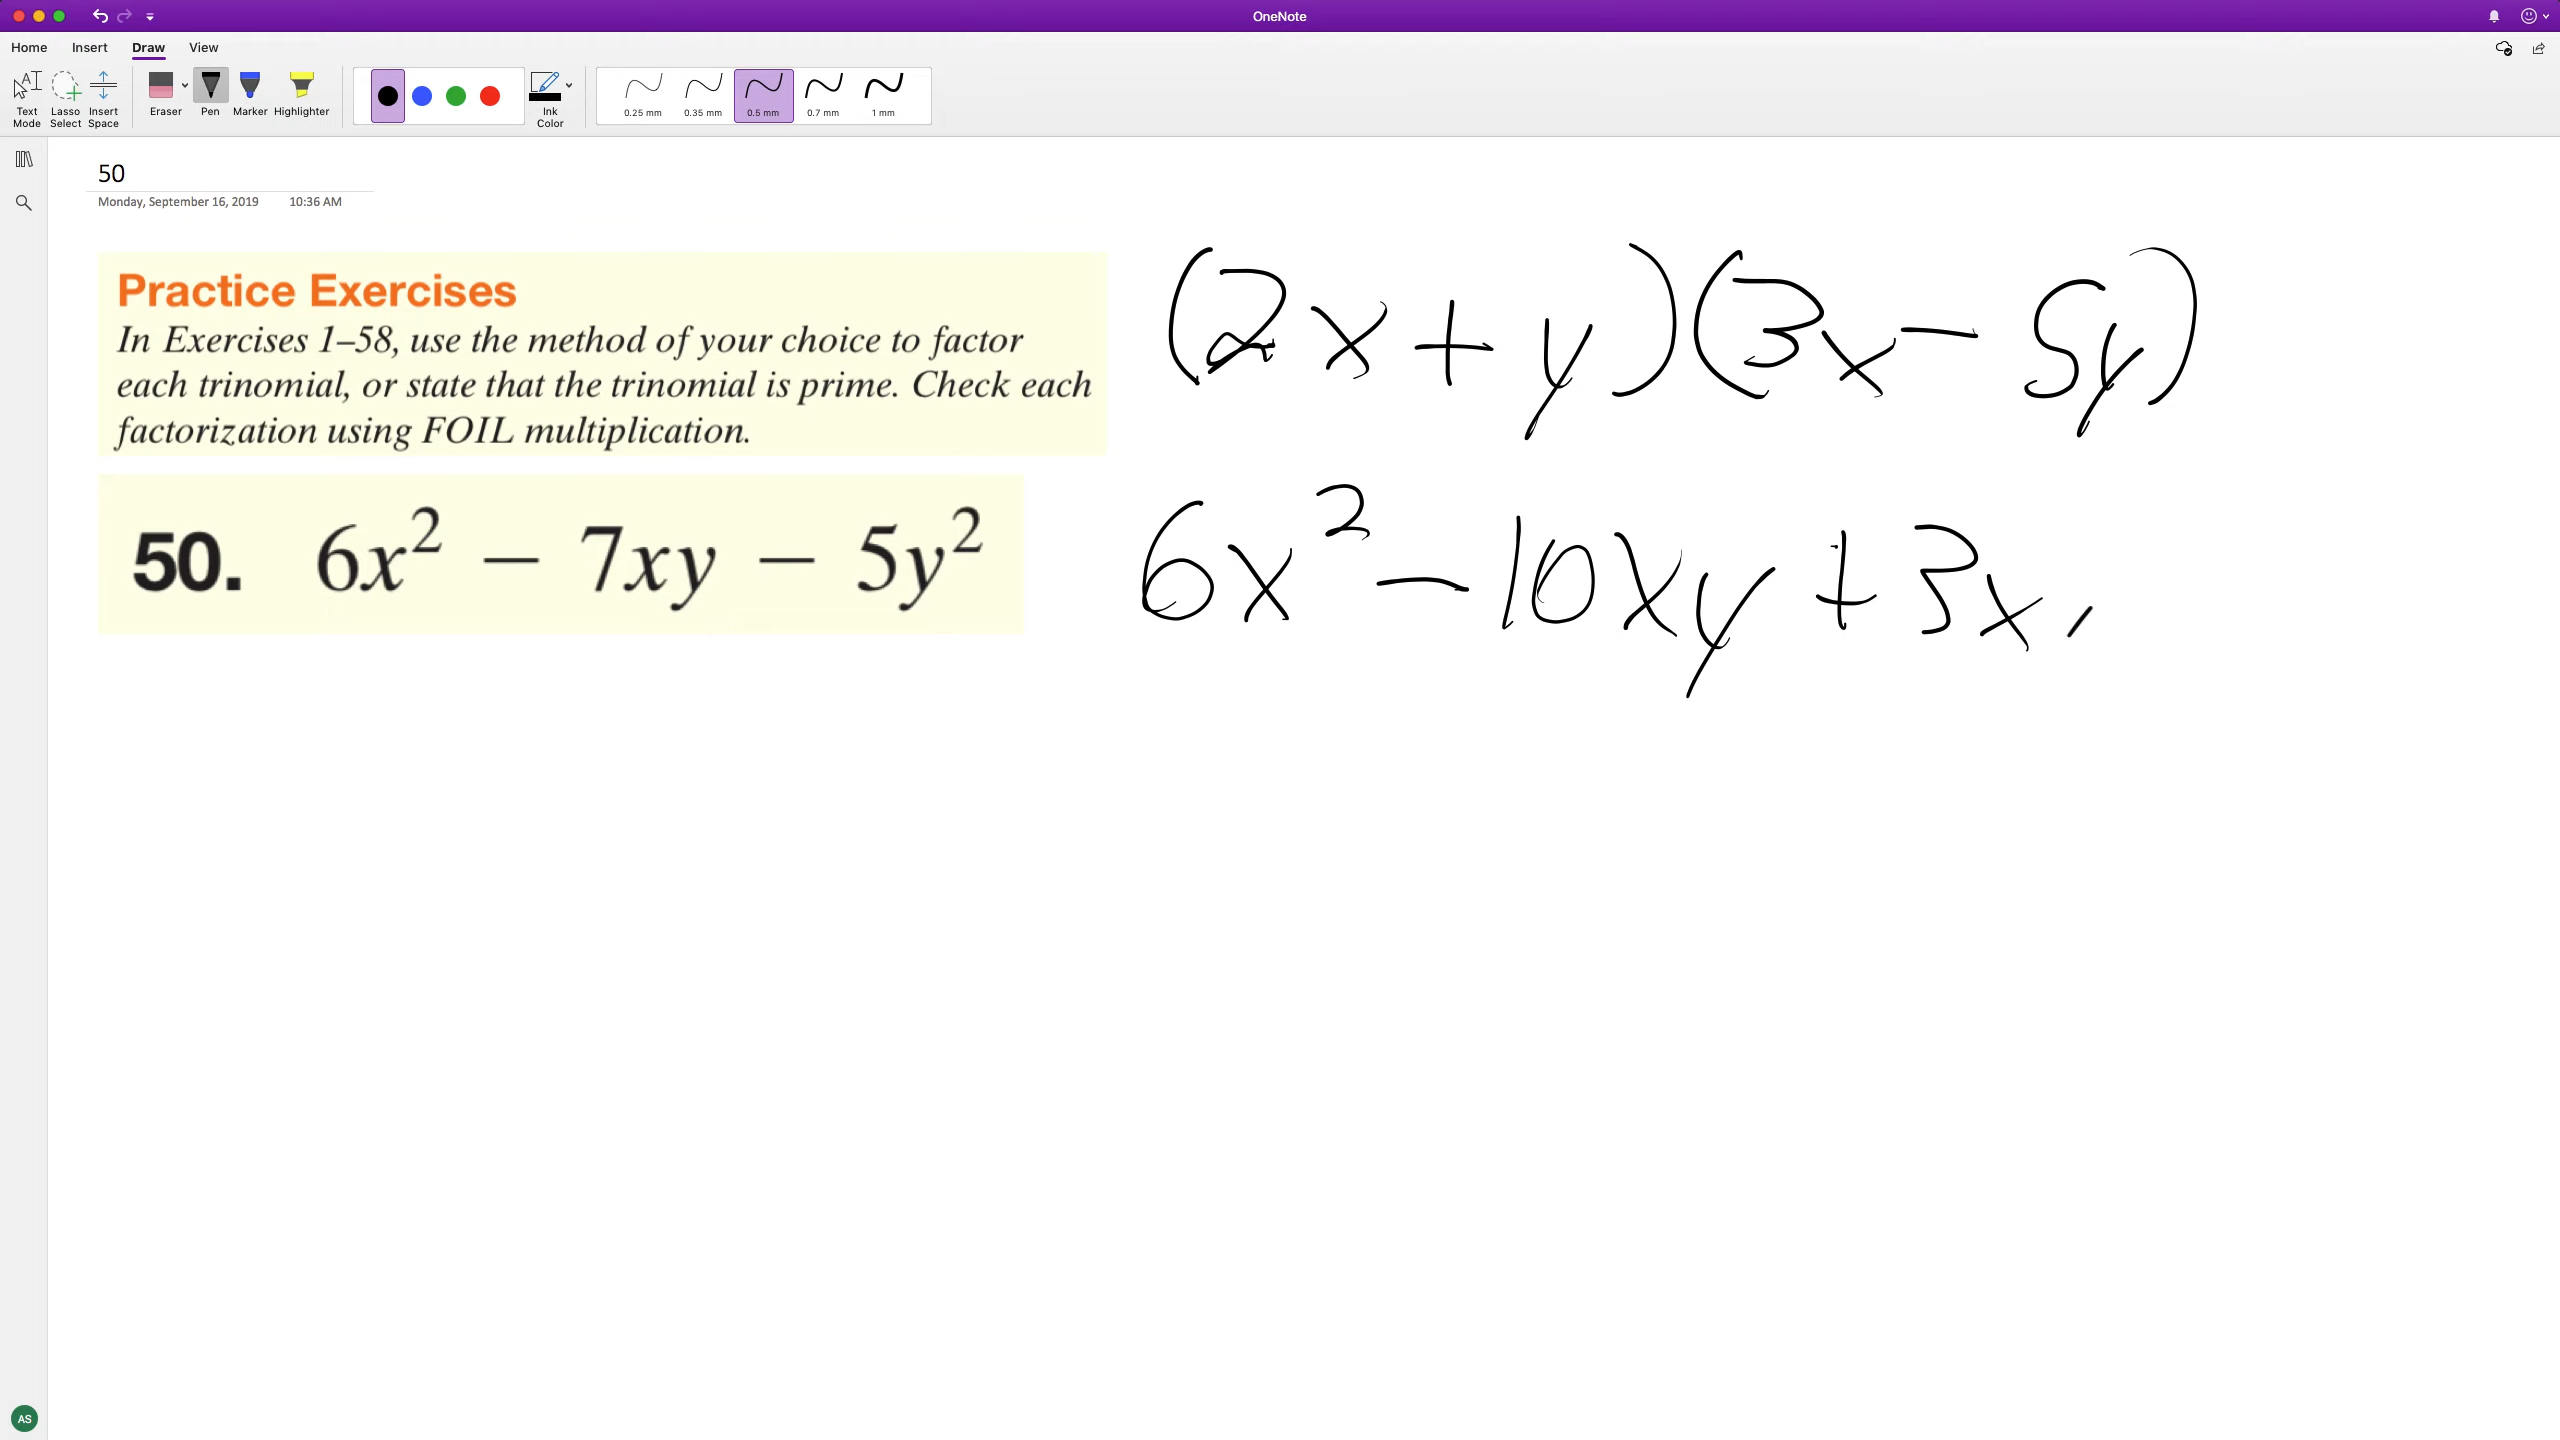 OneNote
Home Insert Draw View
Text Mode Lasso Select Insert Space Eraser Pen Marker Highlighter Ink Color 0.25 mm 0.35 mm 0.5 mm 0.7 mm 1 mm
50
Monday, September 16, 2019 10:36 AM
Practice Exercises
In Exercises 1–58, use the method of your choice to factor
each trinomial, or state that the trinomial is prime. Check each
factorization using FOIL multiplication.
50. 6x² − 7xy − 5y²
(2x + y)(3x − 5y)
6x² − 10xy + 3x
AS